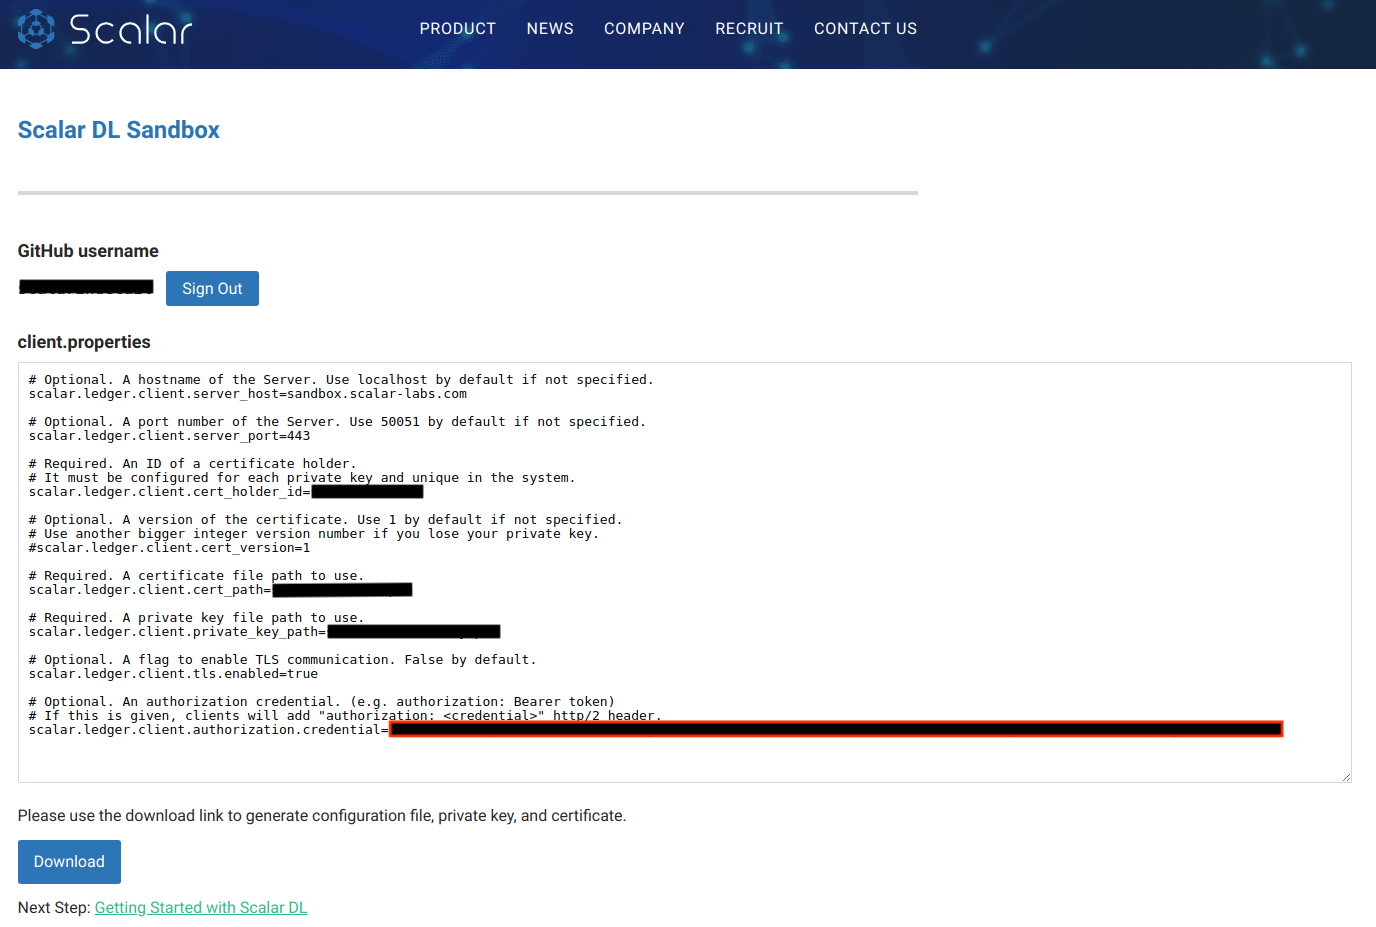 Scalar
PRODUCT NEWS COMPANY RECRUIT CONTACT US
Scalar DL Sandbox
GitHub username
Sign Out
client.properties
# Optional. A hostname of the Server. Use localhost by default if not specified.
scalar.ledger.client.server_host=sandbox.scalar-labs.com
# Optional. A port number of the Server. Use 50051 by default if not specified.
scalar.ledger.client.server_port=443
# Required. An ID of a certificate holder.
# It must be configured for each private key and unique in the system.
scalar.ledger.client.cert_holder_id=
# Optional. A version of the certificate. Use 1 by default if not specified.
# Use another bigger integer version number if you lose your private key.
#scalar.ledger.client.cert_version=1
# Required. A certificate file path to use.
scalar.ledger.client.cert_path=
# Required. A private key file path to use.
scalar.ledger.client.private_key_path=
# Optional. A flag to enable TLS communication. False by default.
scalar.ledger.client.tls.enabled=true
# Optional. An authorization credential. (e.g. authorization: Bearer token)
# If this is given, clients will add "authorization: <credential>" http/2 header.
scalar.ledger.client.authorization.credential=
Please use the download link to generate configuration file, private key, and certificate.
Download
Next Step: Getting Started with Scalar DL